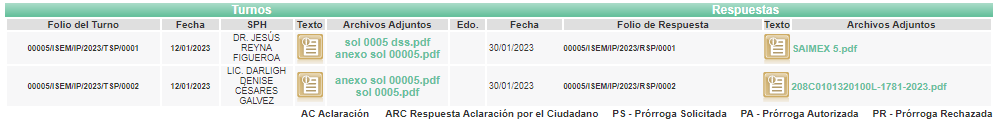 Turnos Respuestas
Folio del Turno Fecha SPH Texto Archivos Adjuntos Edo. Fecha Folio de Respuesta Texto Archivos Adjuntos
00005/ISEM/IP/2023/TSP/0001 12/01/2023 DR. JESÚS REYNA FIGUEROA sol 0005 dss.pdf anexo sol 00005.pdf 30/01/2023 00005/ISEM/IP/2023/RSP/0001 SAIMEX 5.pdf
00005/ISEM/IP/2023/TSP/0002 12/01/2023 LIC. DARLIGH DENISE CESARES GALVEZ anexo sol 00005.pdf sol 0005.pdf 30/01/2023 00005/ISEM/IP/2023/RSP/0002 208C0101320100L-1781-2023.pdf
AC Aclaración ARC Respuesta Aclaración por el Ciudadano PS - Prórroga Solicitada PA - Prórroga Autorizada PR - Prórroga Rechazada